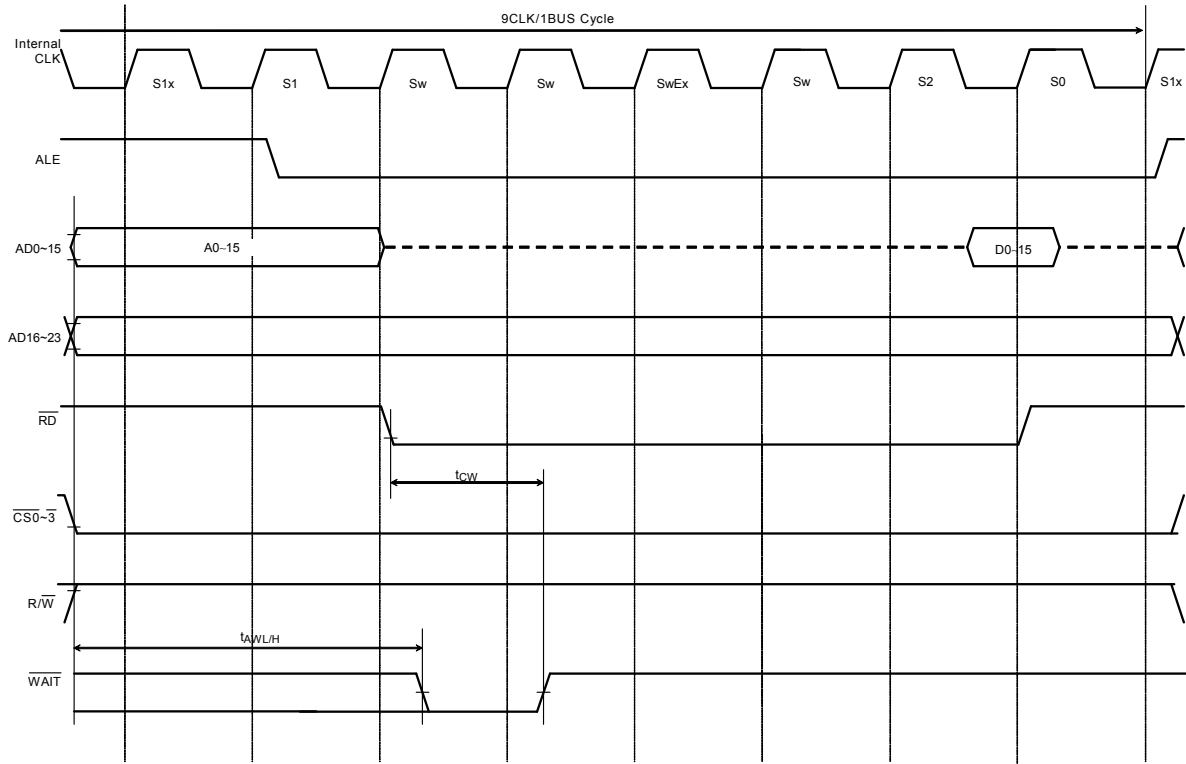 9CLK/1BUS Cycle
Internal
CLK
S1x S1 Sw Sw SwEx Sw S2 S0 S1x
ALE
AD0~15 A0~15 D0~15
AD16~23
RD
tCW
CS0~3
R/W
tAWL/H
WAIT